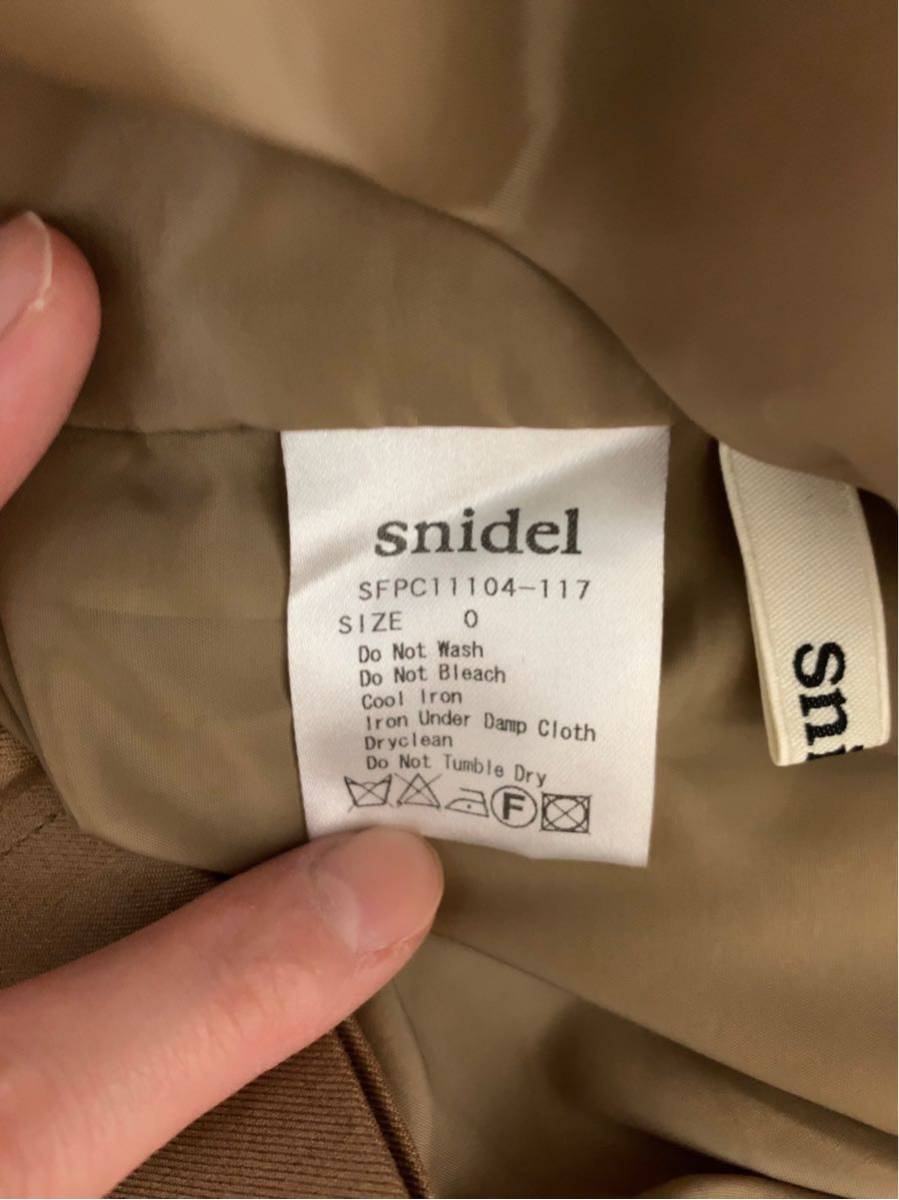 snidel
SFPC11104-117
SIZE 0
Do Not Wash
Do Not Bleach
Cool Iron
Iron Under Damp Cloth
Dryclean
Do Not Tumble Dry
F
sni